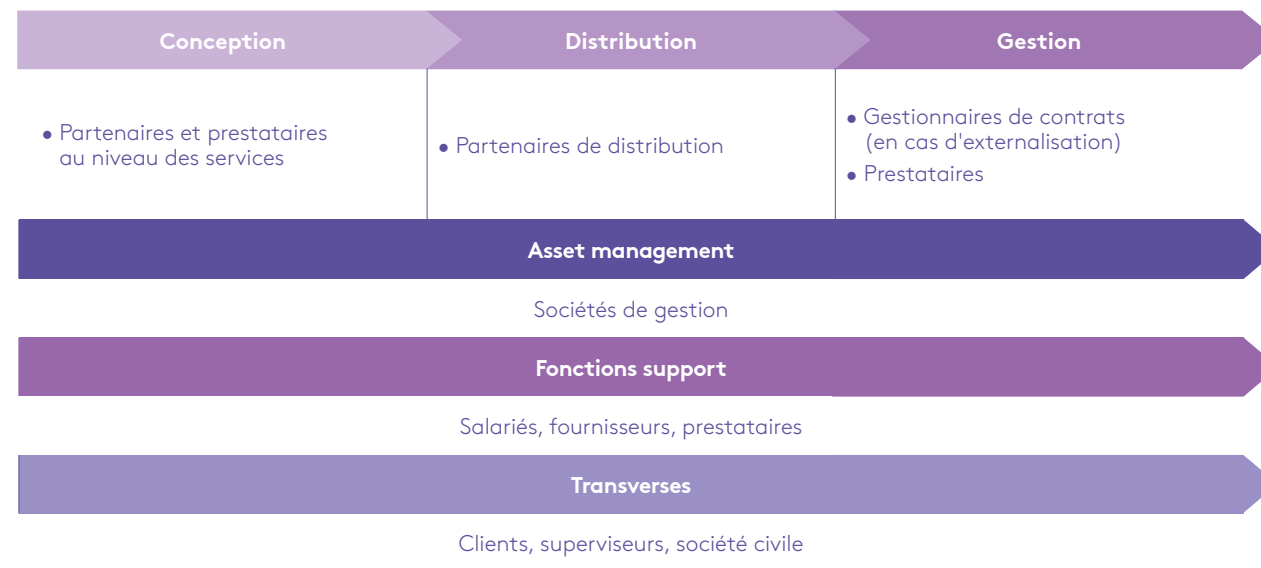 Conception
Distribution
Gestion
• Partenaires et prestataires
au niveau des services
• Partenaires de distribution
• Gestionnaires de contrats
(en cas d'externalisation)
• Prestataires
Asset management
Sociétés de gestion
Fonctions support
Salariés, fournisseurs, prestataires
Transverses
Clients, superviseurs, société civile